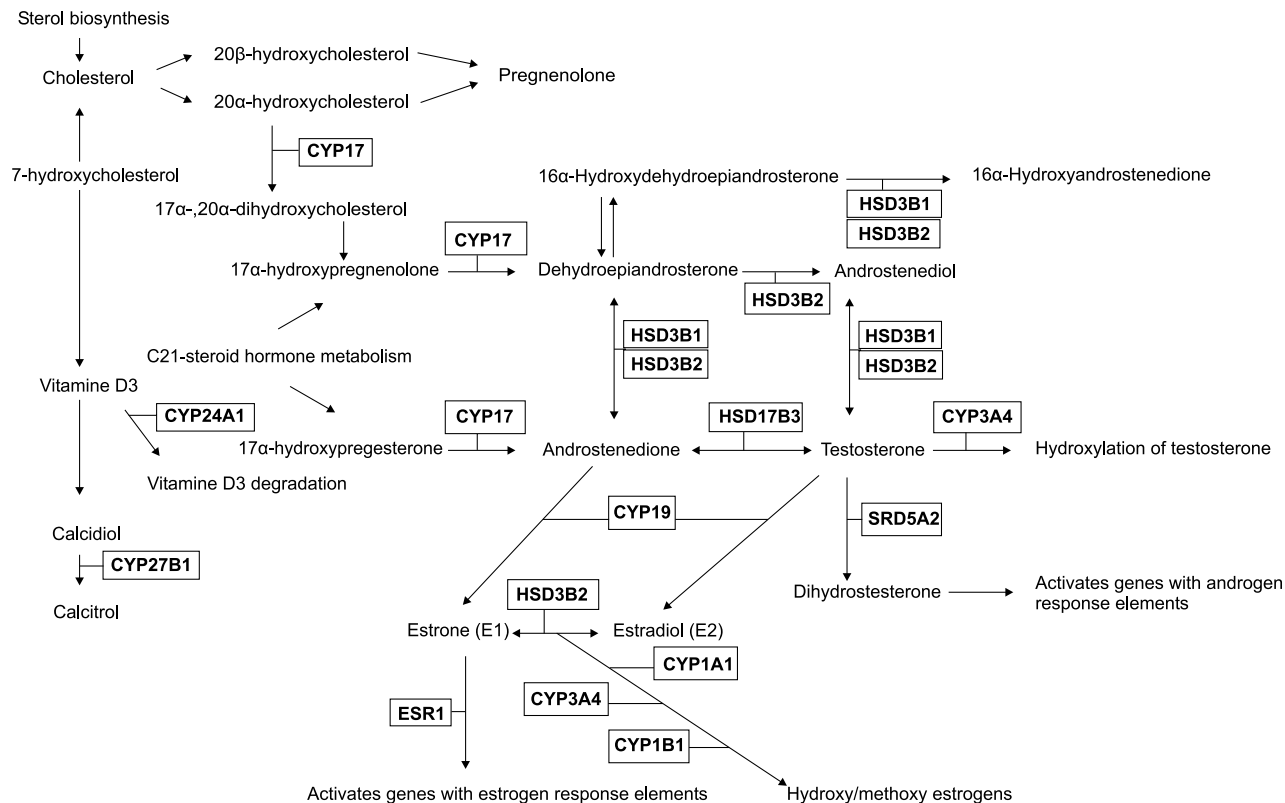 Sterol biosynthesis
20β-hydroxycholesterol
Cholesterol
Pregnenolone
20α-hydroxycholesterol
CYP17
7-hydroxycholesterol
16α-Hydroxydehydroepiandrosterone
16α-Hydroxyandrostenedione
HSD3B1
HSD3B2
17α-,20α-dihydroxycholesterol
CYP17
17α-hydroxypregnenolone
Dehydroepiandrosterone
Androstenediol
HSD3B2
HSD3B1
HSD3B2
HSD3B1
HSD3B2
C21-steroid hormone metabolism
Vitamine D3
CYP24A1
CYP17
HSD17B3
CYP3A4
17α-hydroxypregesterone
Androstenedione
Testosterone
Hydroxylation of testosterone
Vitamine D3 degradation
CYP19
SRD5A2
Calcidiol
CYP27B1
Calcitrol
HSD3B2
Dihydrostesterone
Activates genes with androgen
response elements
Estrone (E1)
Estradiol (E2)
CYP1A1
CYP3A4
ESR1
CYP1B1
Activates genes with estrogen response elements
Hydroxy/methoxy estrogens